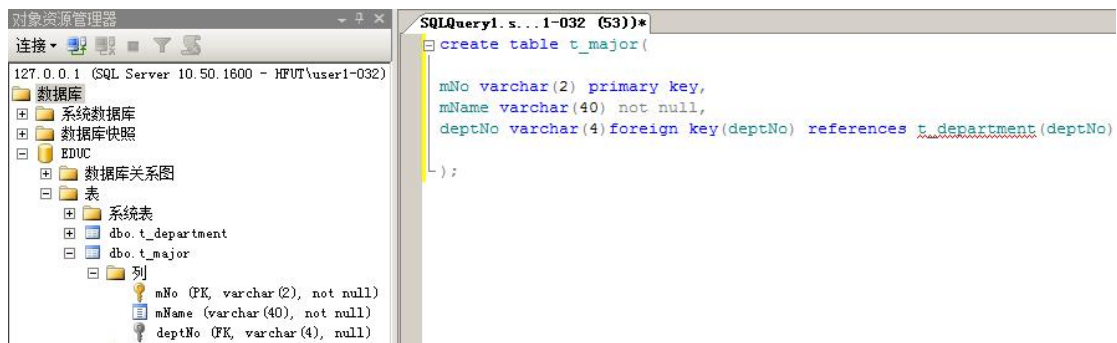 对象资源管理器
连接
127.0.0.1 (SQL Server 10.50.1600 - HFUT\user1-032)
数据库
系统数据库
数据库快照
EDUC
数据库关系图
表
系统表
dbo.t_department
dbo.t_major
列
mNo (PK, varchar(2), not null)
mName (varchar(40), not null)
deptNo (FK, varchar(4), null)
SQLQuery1.s...1-032 (53))*
create table t_major(
mNo varchar(2) primary key,
mName varchar(40) not null,
deptNo varchar(4)foreign key(deptNo) references t_department(deptNo)
);